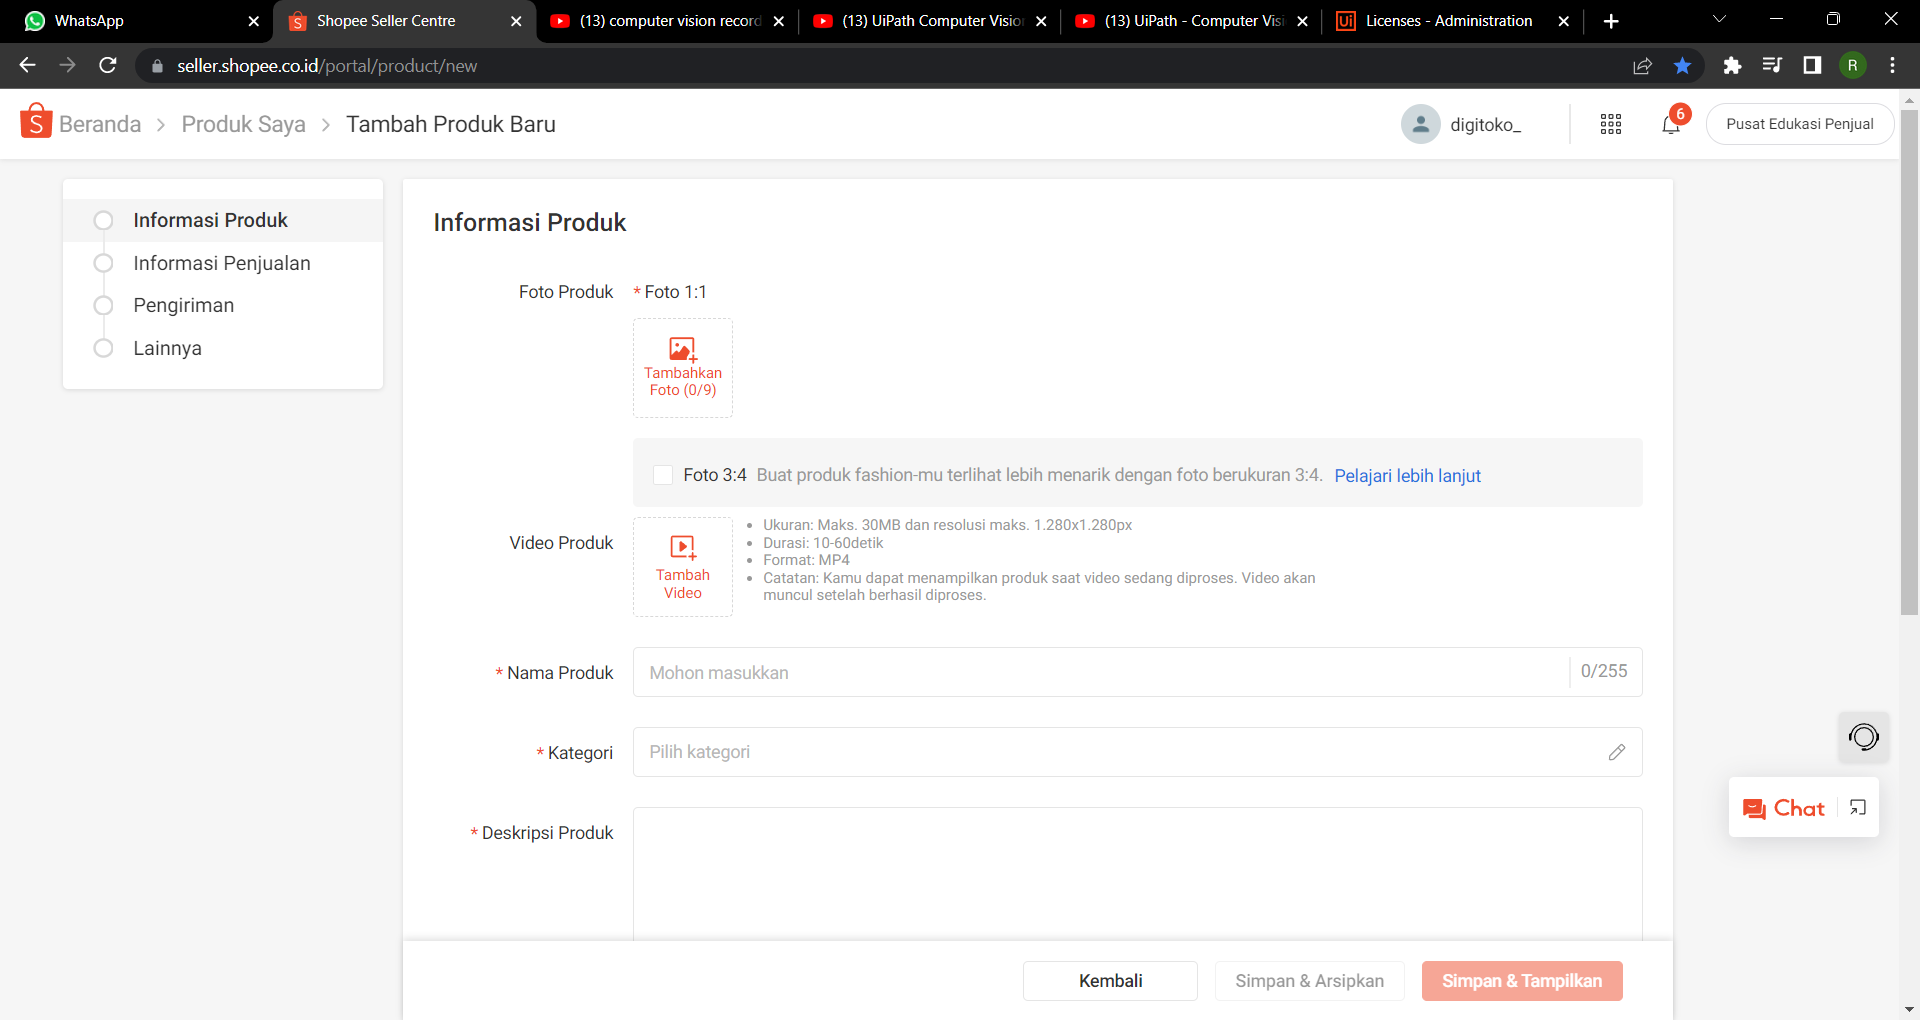 WhatsApp
Shopee Seller Centre
(13) computer vision record
(13) UiPath Computer Visio
(13) UiPath - Computer Visi
Ui
Licenses - Administration
seller.shopee.co.id/portal/product/new
R
S
Beranda > Produk Saya > Tambah Produk Baru
digitoko_
6
Pusat Edukasi Penjual
Informasi Produk
Informasi Penjualan
Pengiriman
Lainnya
Informasi Produk
Foto Produk
* Foto 1:1
Tambahkan
Foto (0/9)
Foto 3:4 Buat produk fashion-mu terlihat lebih menarik dengan foto berukuran 3:4. Pelajari lebih lanjut
Video Produk
Tambah
Video
• Ukuran: Maks. 30MB dan resolusi maks. 1.280x1.280px
• Durasi: 10-60detik
• Format: MP4
• Catatan: Kamu dapat menampilkan produk saat video sedang diproses. Video akan
muncul setelah berhasil diproses.
* Nama Produk
Mohon masukkan
0/255
* Kategori
Pilih kategori
* Deskripsi Produk
Chat
Kembali
Simpan & Arsipkan
Simpan & Tampilkan